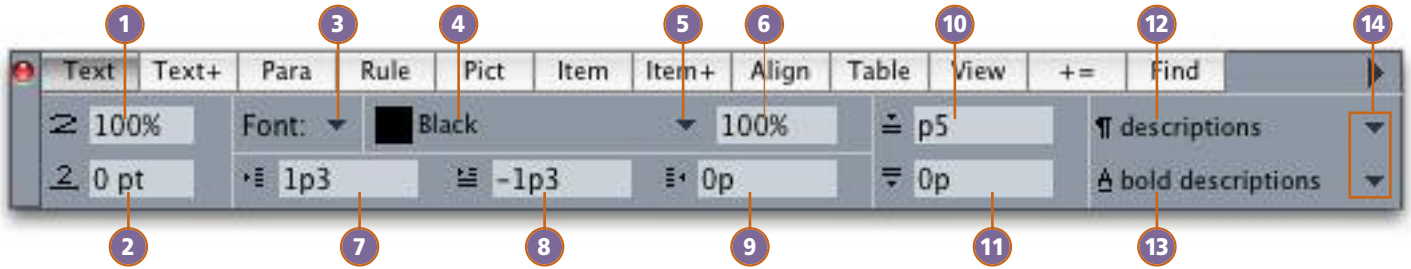 1 3 4 5 6 10 12 14
Text Text+ Para Rule Pict Item Item+ Align Table View += Find
100% Font: Black 100% p5 ¶ descriptions
0 pt 1p3 -1p3 0p 0p A bold descriptions
2 7 8 9 11 13